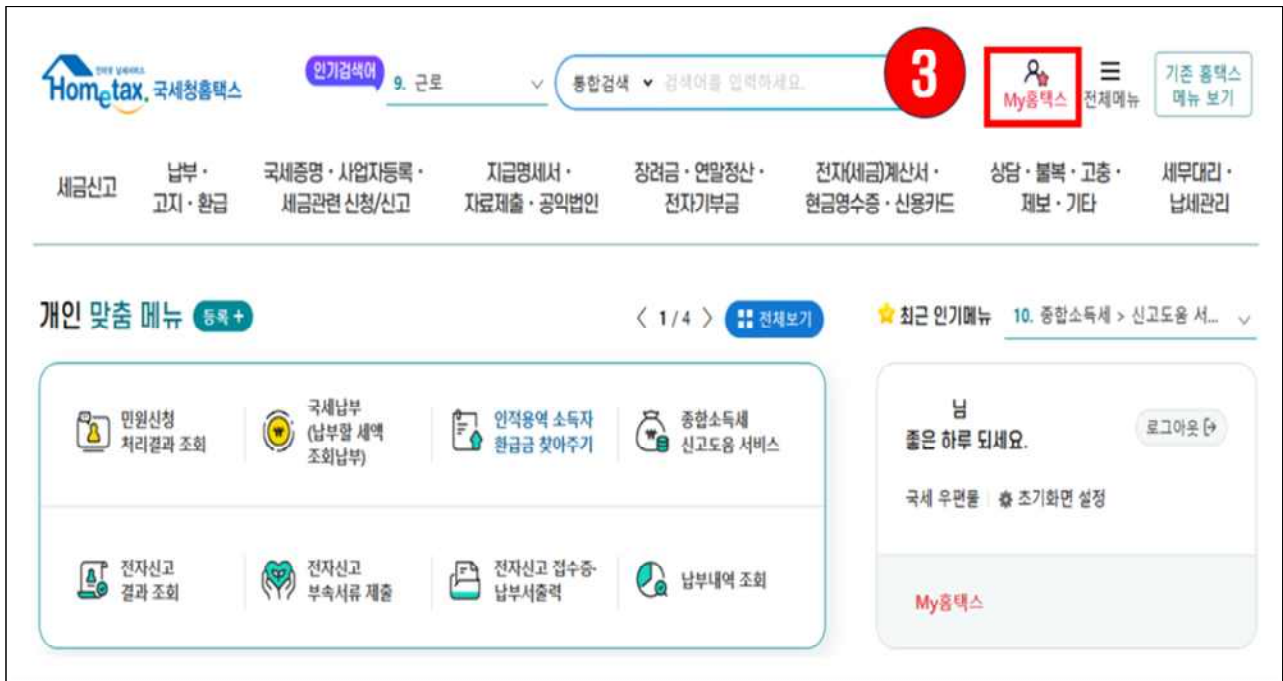 인터넷 납세서비스
Hometax. 국세청홈택스
인기검색어
9. 근로
통합검색
검색어를 입력하세요.
3
My홈택스
전체메뉴
기존 홈택스
메뉴 보기
세금신고
납부·
고지·환급
국세증명·사업자등록·
세금관련 신청/신고
지급명세서·
자료제출·공익법인
장려금·연말정산·
전자기부금
전자(세금)계산서·
현금영수증·신용카드
상담·불복·고충·
제보·기타
세무대리·
납세관리
개인 맞춤 메뉴
등록 +
< 1 / 4 >
전체보기
최근 인기메뉴
10. 종합소득세 > 신고도움 서...
민원신청
처리결과 조회
국세납부
(납부할 세액
조회납부)
인적용역 소득자
환급금 찾아주기
종합소득세
신고도움 서비스
님
좋은 하루 되세요.
로그아웃
국세 우편물
초기화면 설정
전자신고
결과 조회
전자신고
부속서류 제출
전자신고 접수증·
납부서출력
납부내역 조회
My홈택스